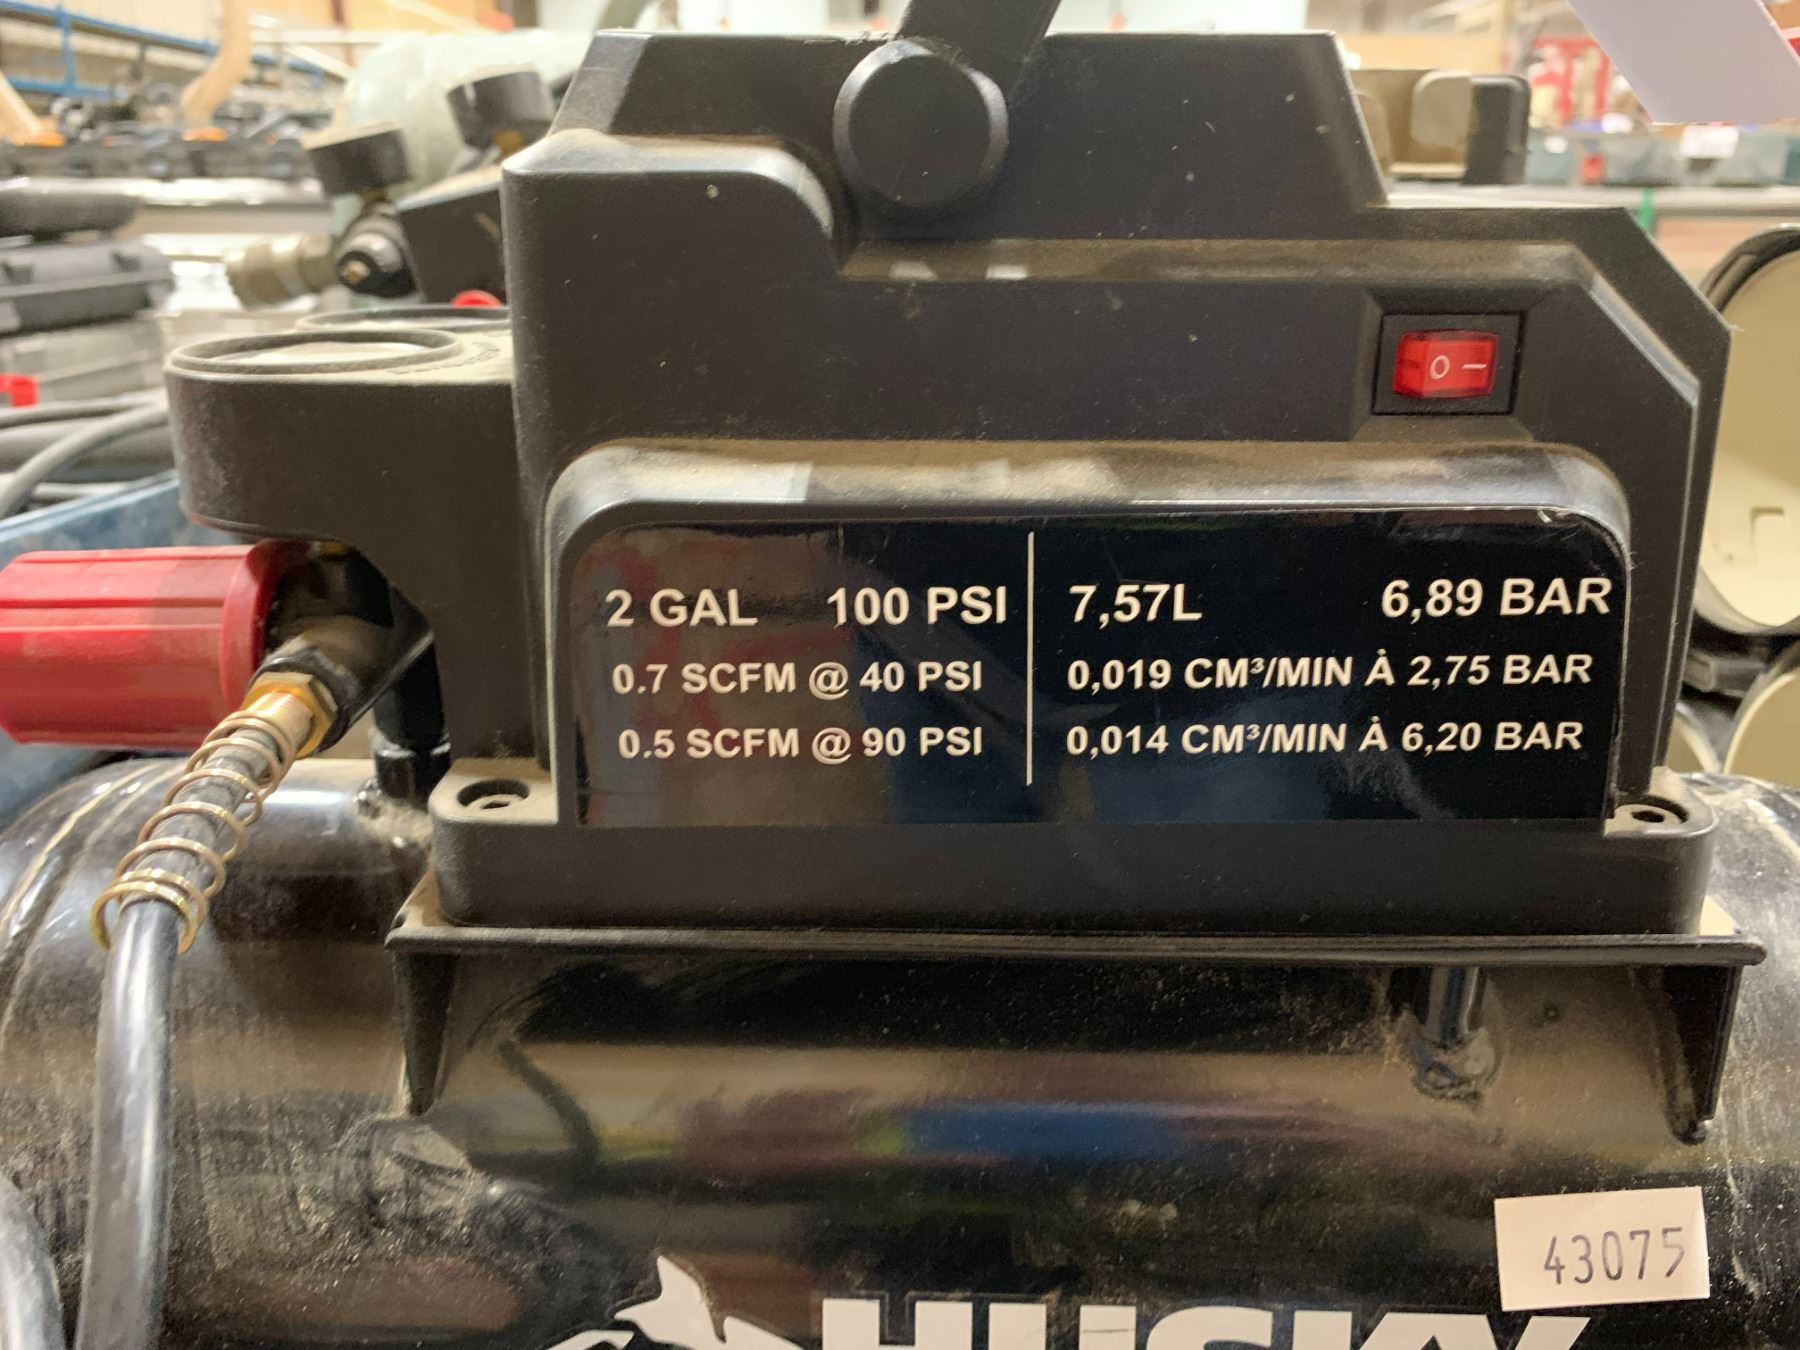 2 GAL 100 PSI
0.7 SCFM @ 40 PSI
0.5 SCFM @ 90 PSI
7,57L 6,89 BAR
0,019 CM³/MIN À 2,75 BAR
0,014 CM³/MIN À 6,20 BAR
43075
HUSKY